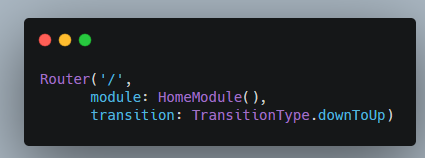 Router('/',
      module: HomeModule(),
      transition: TransitionType.downToUp)